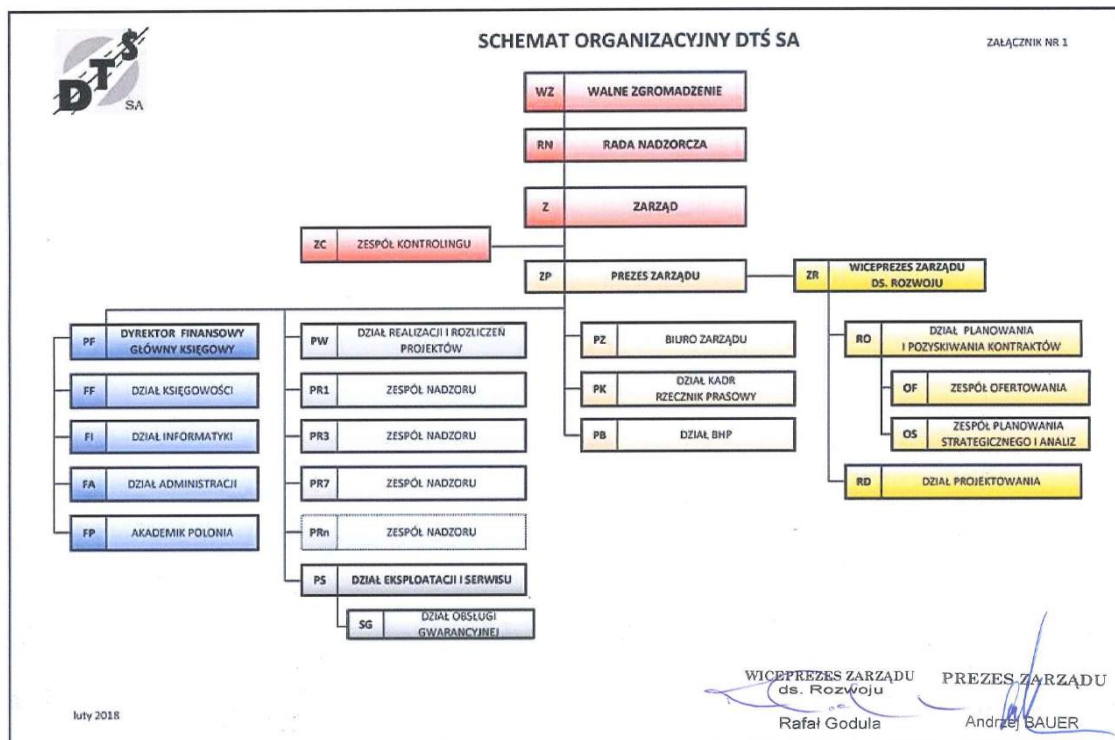 DTŚ
SA
SCHEMAT ORGANIZACYJNY DTŚ SA
ZAŁĄCZNIK NR 1
WZ WALNE ZGROMADZENIE
RN RADA NADZORCZA
Z ZARZĄD
ZC ZESPÓŁ KONTROLINGU
ZP PREZES ZARZĄDU
ZR WICEPREZES ZARZĄDU
DS. ROZWOJU
PF DYREKTOR FINANSOWY
GŁÓWNY KSIĘGOWY
FF DZIAŁ KSIĘGOWOŚCI
FI DZIAŁ INFORMATYKI
FA DZIAŁ ADMINISTRACJI
FP AKADEMIK POLONIA
PW DZIAŁ REALIZACJI I ROZLICZEŃ
PROJEKTÓW
PR1 ZESPÓŁ NADZORU
PR3 ZESPÓŁ NADZORU
PR7 ZESPÓŁ NADZORU
PRn ZESPÓŁ NADZORU
PS DZIAŁ EKSPLOATACJI I SERWISU
SG DZIAŁ OBSŁUGI
GWARANCYJNEJ
PZ BIURO ZARZĄDU
PK DZIAŁ KADR
RZECZNIK PRASOWY
PB DZIAŁ BHP
RO DZIAŁ PLANOWANIA
I POZYSKIWANIA KONTRAKTÓW
OF ZESPÓŁ OFERTOWANIA
OS ZESPÓŁ PLANOWANIA
STRATEGICZNEGO I ANALIZ
RD DZIAŁ PROJEKTOWANIA
WICEPREZES ZARZĄDU
ds. Rozwoju
Rafał Godula
PREZES ZARZĄDU
Andrzej BAUER
luty 2018